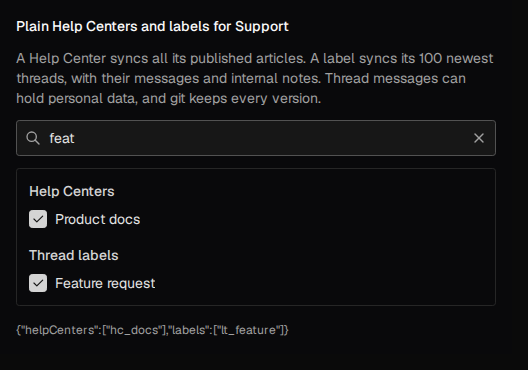 Plain Help Centers and labels for Support
A Help Center syncs all its published articles. A label syncs its 100 newest
threads, with their messages and internal notes. Thread messages can
hold personal data, and git keeps every version.
feat
Help Centers
Product docs
Thread labels
Feature request
{"helpCenters":["hc_docs"],"labels":["lt_feature"]}